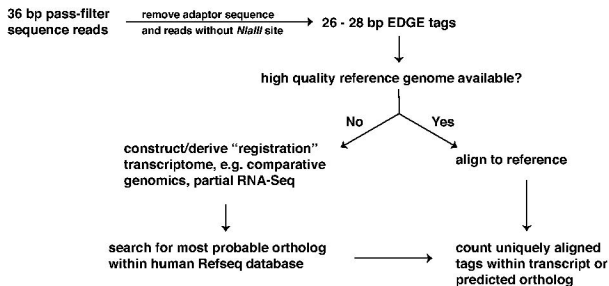 36 bp pass-filter
sequence reads
remove adaptor sequence
and reads without NlaIII site
26 - 28 bp EDGE tags
high quality reference genome available?
No
Yes
construct/derive “registration”
transcriptome, e.g. comparative
genomics, partial RNA-Seq
align to reference
search for most probable ortholog
within human Refseq database
count uniquely aligned
tags within transcript or
predicted ortholog